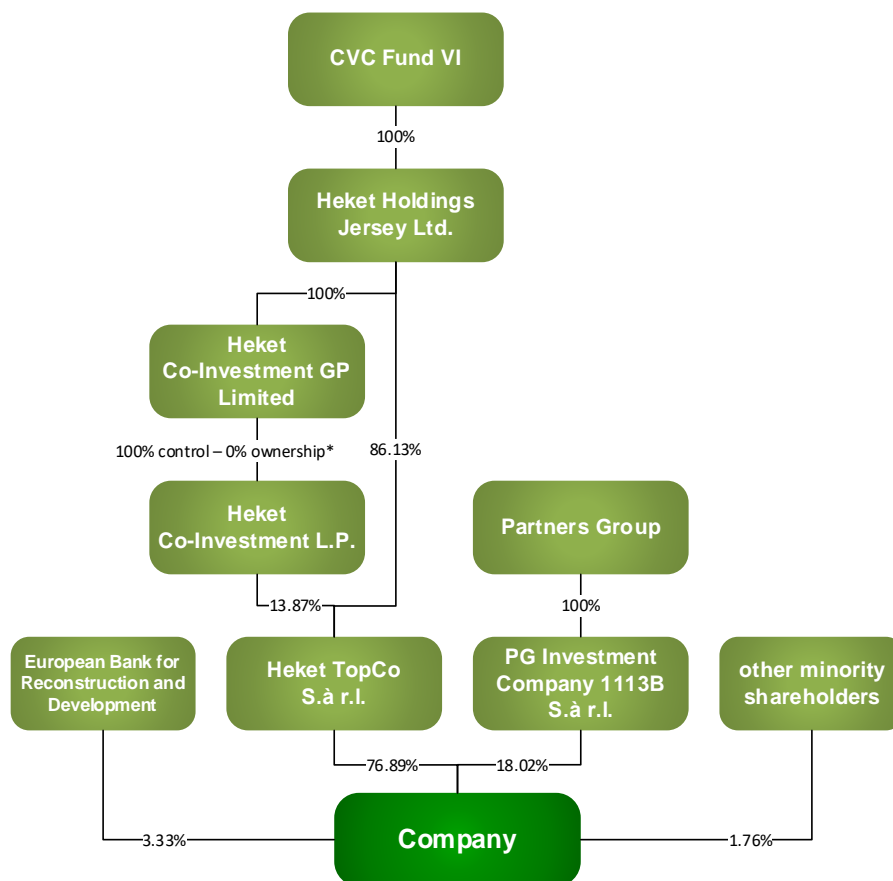 CVC Fund VI
100%
Heket Holdings
Jersey Ltd.
100%
Heket
Co-Investment GP
Limited
100% control – 0% ownership*
86.13%
Heket
Co-Investment L.P.
Partners Group
13.87%
100%
European Bank for
Reconstruction and
Development
Heket TopCo
S.à r.l.
PG Investment
Company 1113B
S.à r.l.
other minority
shareholders
76.89%
18.02%
3.33%
Company
1.76%